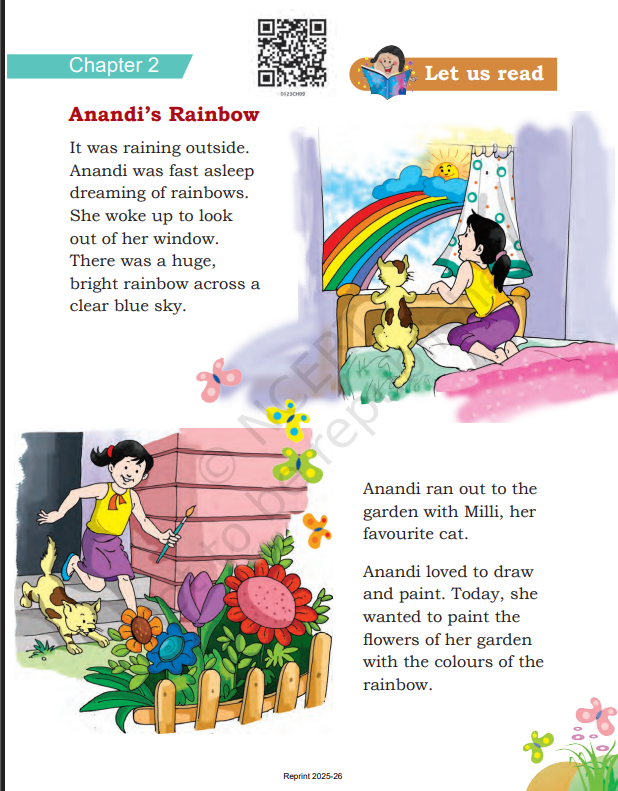 Chapter 2
0123CH00
Let us read
Anandi's Rainbow
It was raining outside.
Anandi was fast asleep
dreaming of rainbows.
She woke up to look
out of her window.
There was a huge,
bright rainbow across a
clear blue sky.
Anandi ran out to the
garden with Milli, her
favourite cat.
Anandi loved to draw
and paint. Today, she
wanted to paint the
flowers of her garden
with the colours of the
rainbow.
Reprint 2025-26